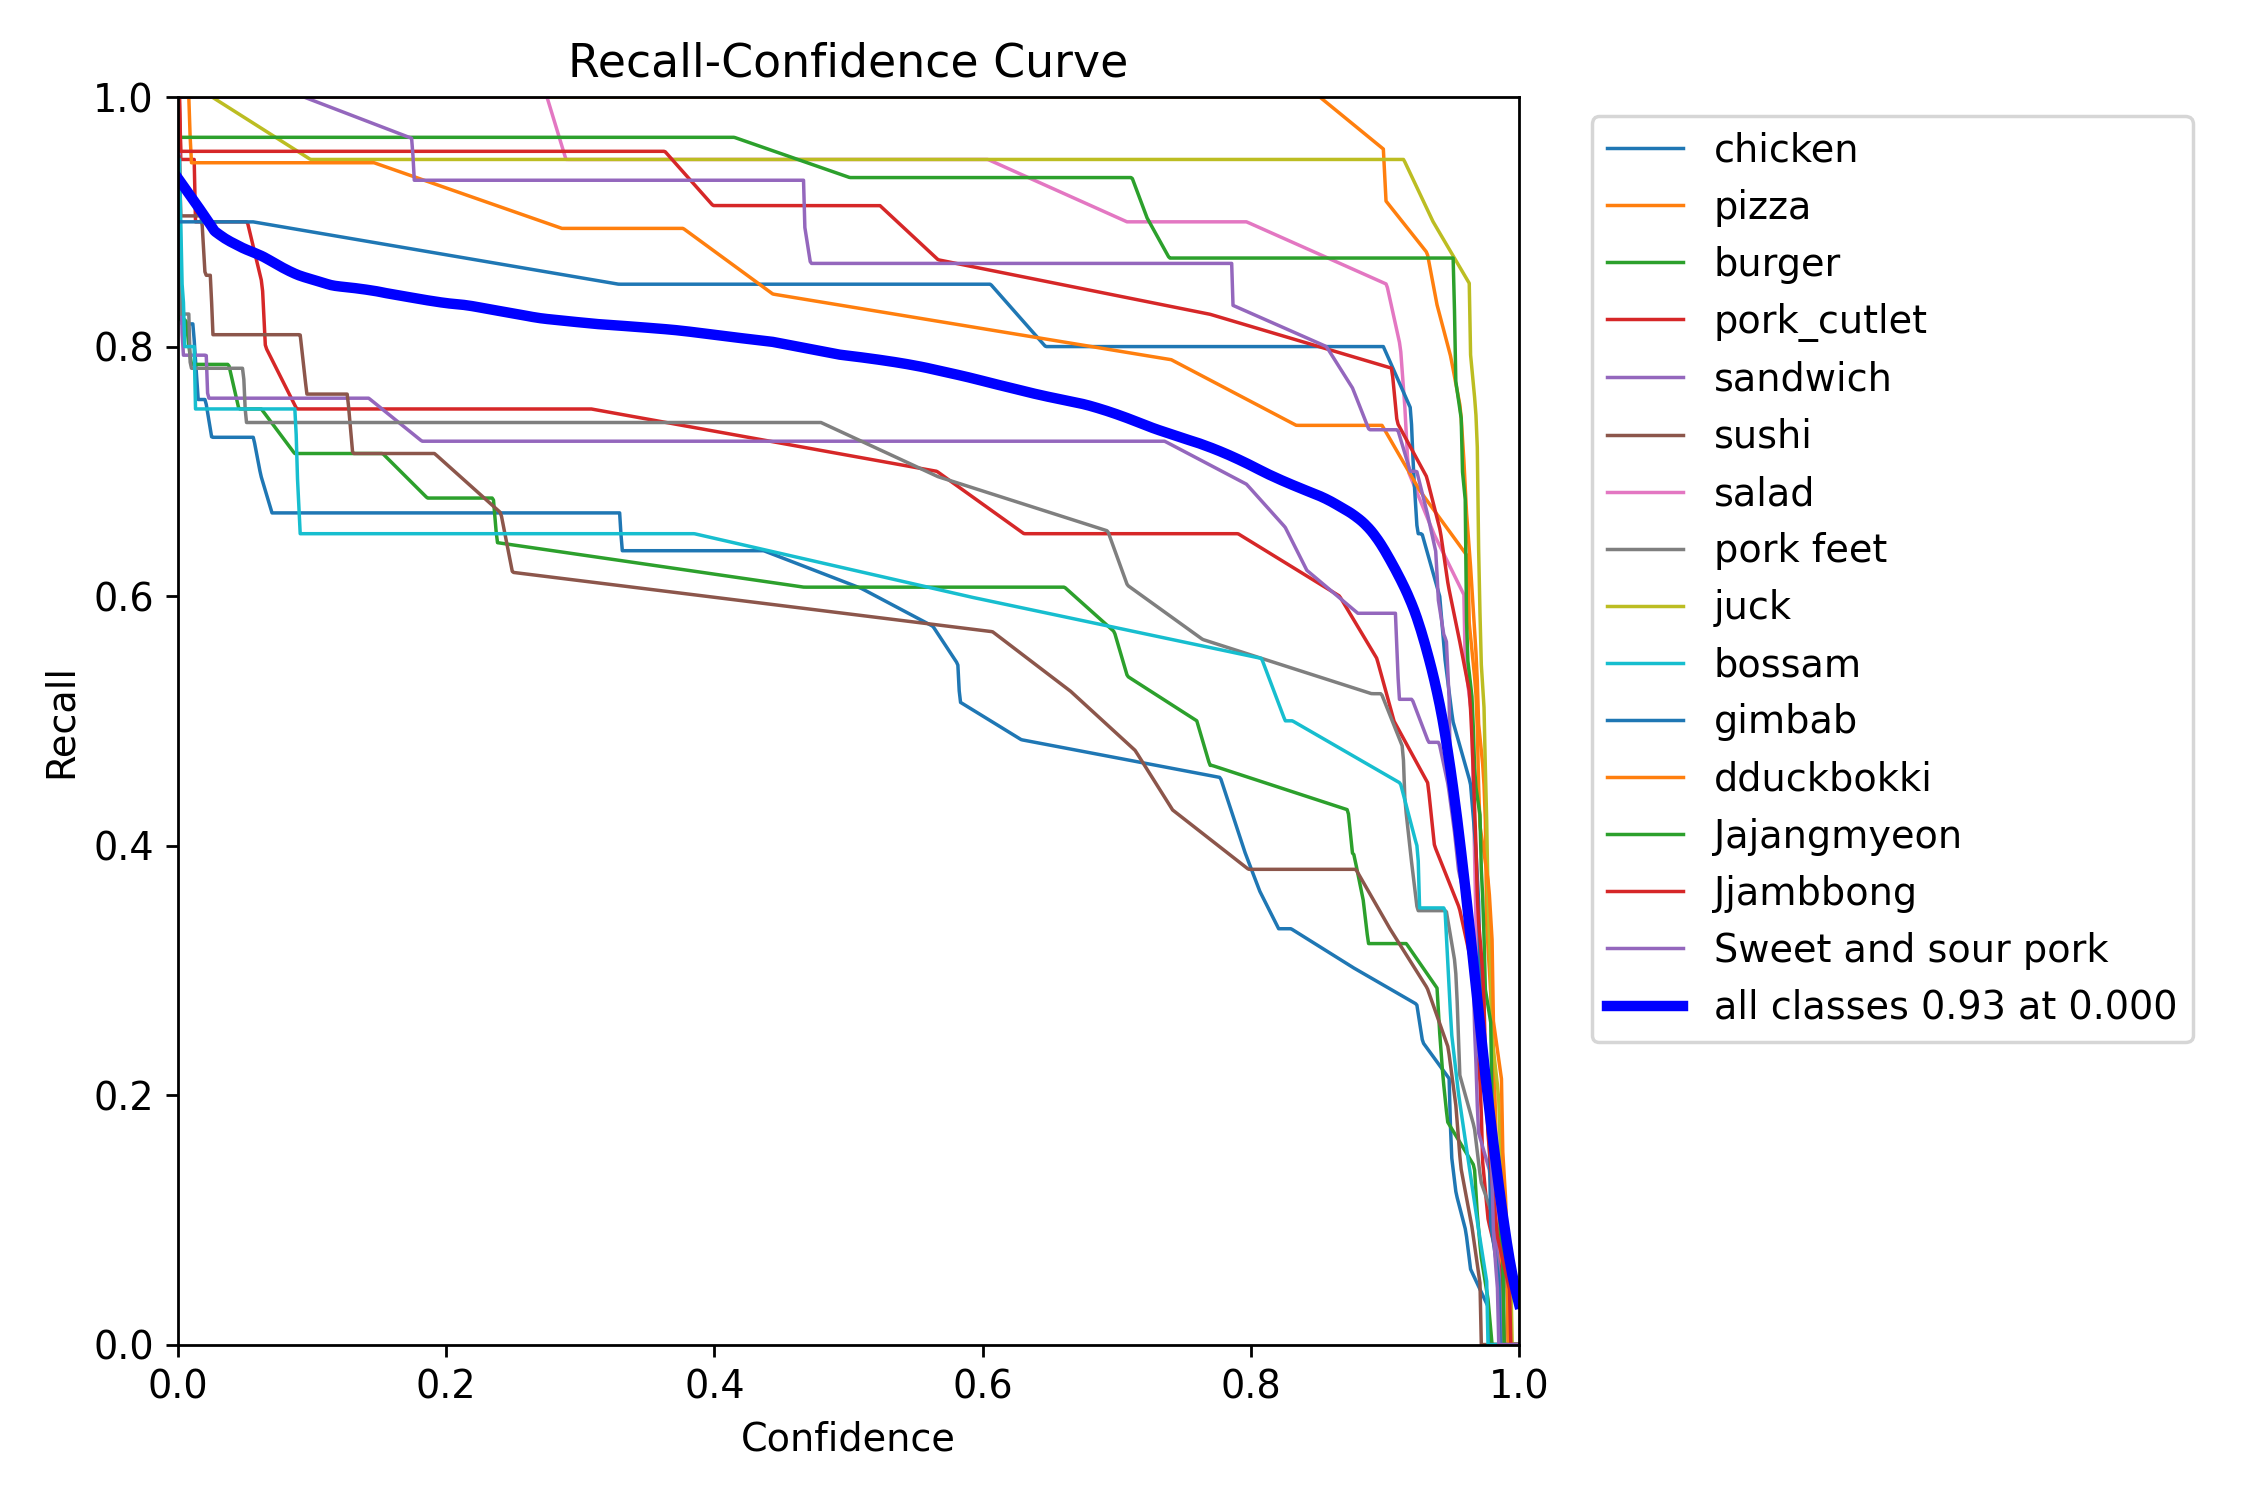 Recall-Confidence Curve
1.0
0.8
0.6
0.4
0.2
0.0
Recall
0.0 0.2 0.4 0.6 0.8 1.0
Confidence
chicken
pizza
burger
pork_cutlet
sandwich
sushi
salad
pork feet
juck
bossam
gimbab
dduckbokki
Jajangmyeon
Jjambbong
Sweet and sour pork
all classes 0.93 at 0.000